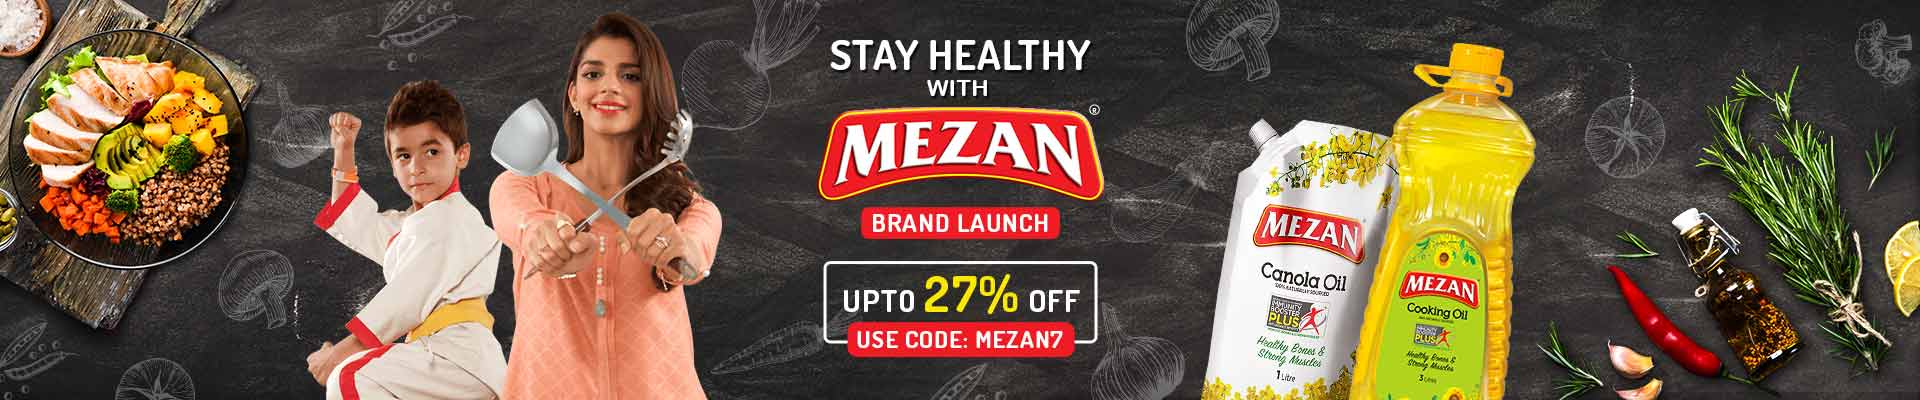 STAY HEALTHY
WITH
MEZAN
®
BRAND LAUNCH
UPTO 27% OFF
USE CODE: MEZAN7
MEZAN
Canola Oil
100% NATURALLY SOURCED
IMMUNITY
BOOSTER
PLUS
Healthy Bones &
Strong Muscles
1 Litre
MEZAN
Cooking Oil
IMMUNITY
BOOSTER
PLUS
Healthy Bones &
Strong Muscles
3 Litres